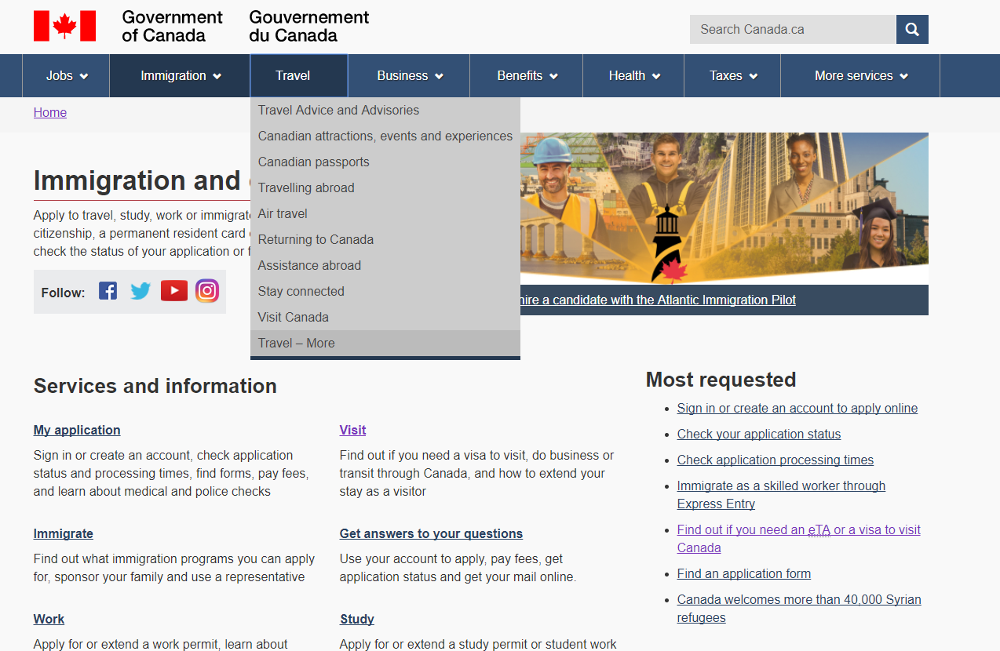 Government
of Canada
Gouvernement
du Canada
Search Canada.ca
Jobs
Immigration
Travel
Business
Benefits
Health
Taxes
More services
Home
Travel Advice and Advisories
Canadian attractions, events and experiences
Canadian passports
Travelling abroad
Air travel
Returning to Canada
Assistance abroad
Stay connected
Visit Canada
Travel – More
Immigration and
Apply to travel, study, work or immigrate
citizenship, a permanent resident card
check the status of your application or
Follow:
hire a candidate with the Atlantic Immigration Pilot
Services and information
My application
Sign in or create an account, check application
status and processing times, find forms, pay fees,
and learn about medical and police checks
Visit
Find out if you need a visa to visit, do business or
transit through Canada, and how to extend your
stay as a visitor
Immigrate
Find out what immigration programs you can apply
for, sponsor your family and use a representative
Get answers to your questions
Use your account to apply, pay fees, get
application status and get your mail online.
Work
Apply for or extend a work permit, learn about
Study
Apply for or extend a study permit or student work
Most requested
Sign in or create an account to apply online
Check your application status
Check application processing times
Immigrate as a skilled worker through
Express Entry
Find out if you need an eTA or a visa to visit
Canada
Find an application form
Canada welcomes more than 40,000 Syrian
refugees